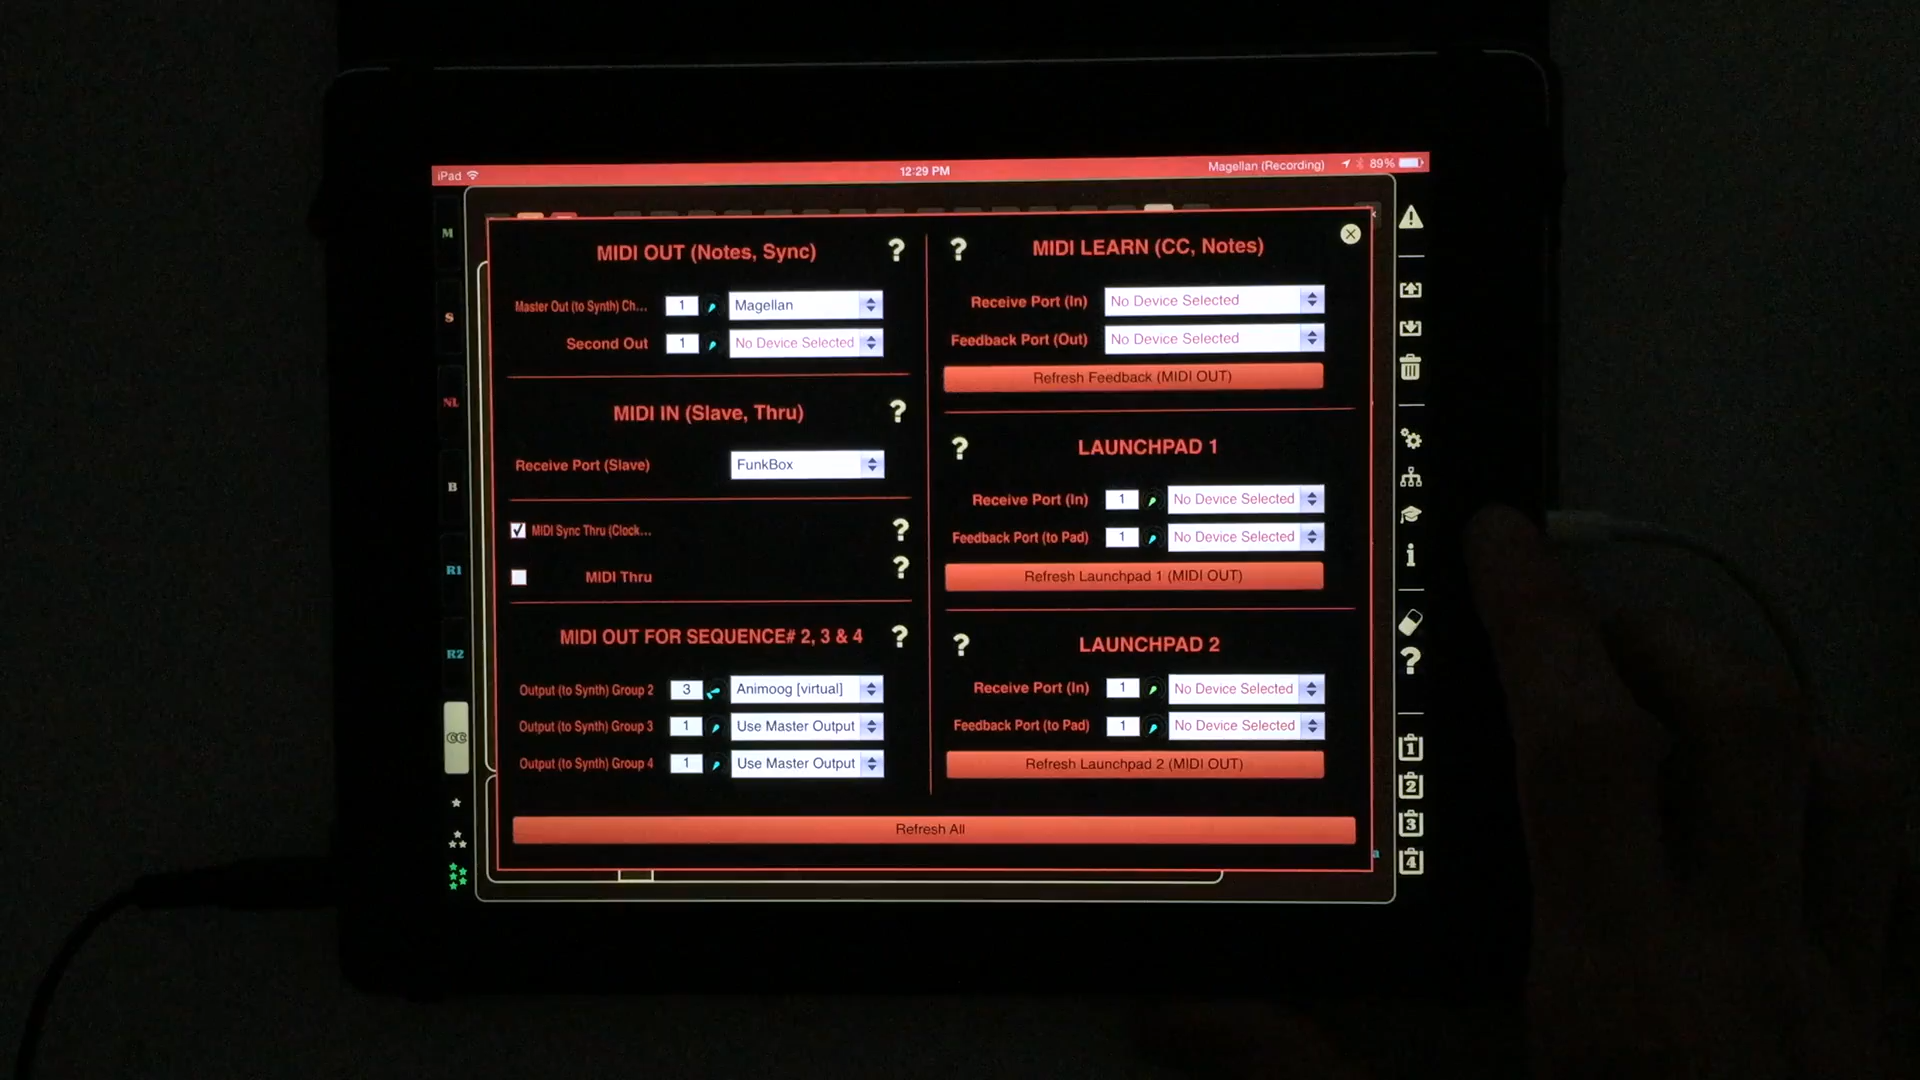 iPad
12:29 PM
Magellan (Recording)
89%
M
S
NL
B
R1
R2
CC
MIDI OUT (Notes, Sync)
?
Master Out (to Synth) Ch...
1
Magellan
Second Out
1
No Device Selected
MIDI IN (Slave, Thru)
?
Receive Port (Slave)
FunkBox
MIDI Sync Thru (Clock...
?
MIDI Thru
?
MIDI OUT FOR SEQUENCE# 2, 3 & 4
?
Output (to Synth) Group 2
3
Animoog [virtual]
Output (to Synth) Group 3
1
Use Master Output
Output (to Synth) Group 4
1
Use Master Output
?
MIDI LEARN (CC, Notes)
Receive Port (In)
No Device Selected
Feedback Port (Out)
No Device Selected
Refresh Feedback (MIDI OUT)
?
LAUNCHPAD 1
Receive Port (In)
1
No Device Selected
Feedback Port (to Pad)
1
No Device Selected
Refresh Launchpad 1 (MIDI OUT)
?
LAUNCHPAD 2
Receive Port (In)
1
No Device Selected
Feedback Port (to Pad)
1
No Device Selected
Refresh Launchpad 2 (MIDI OUT)
Refresh All
i
?
1
2
3
4